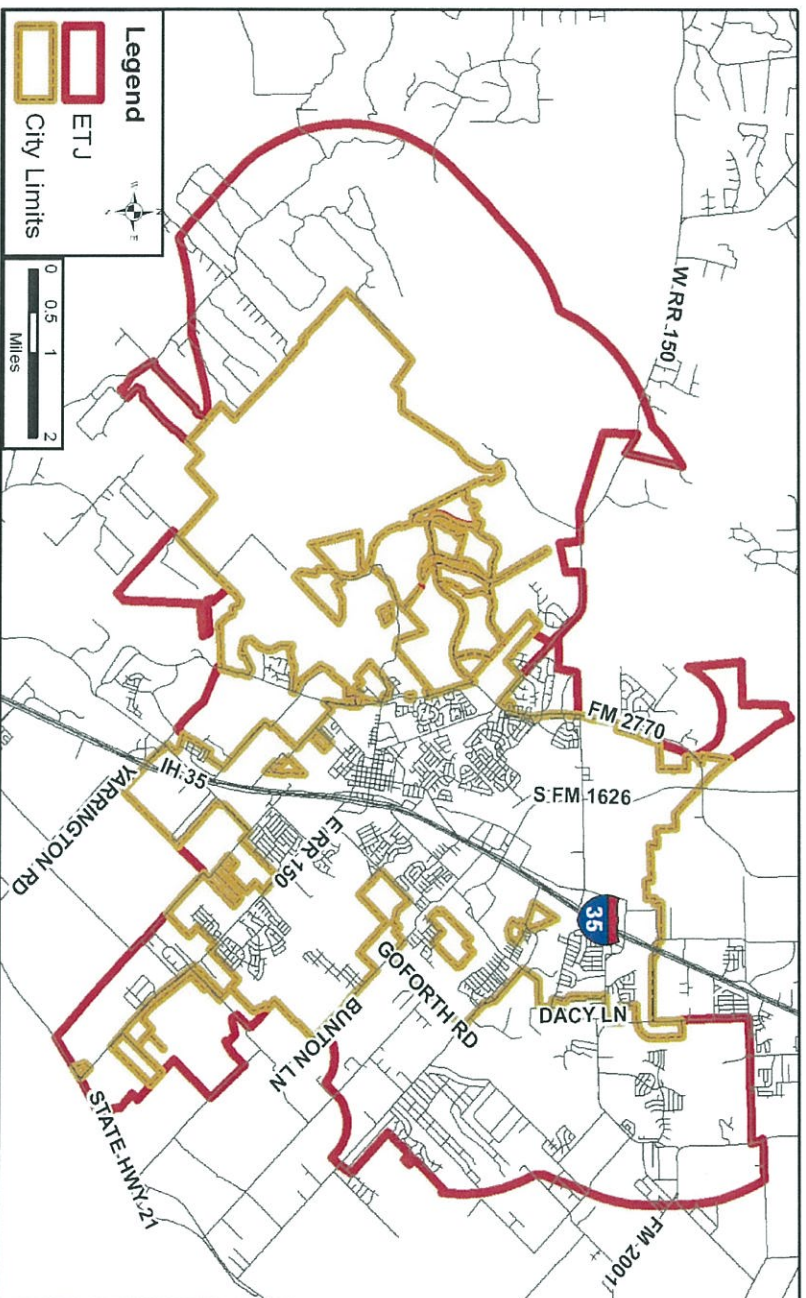 Legend
ETJ
City Limits
N
E
0 0.5 1 2
Miles
W.RR.150
FM 2770
S.FM 1626
IH-35
YARRINGTON RD
E.RR.150
35
GOFORTH RD
DACY LN
BUNTON LN
STATE HWY 21
FM-2001